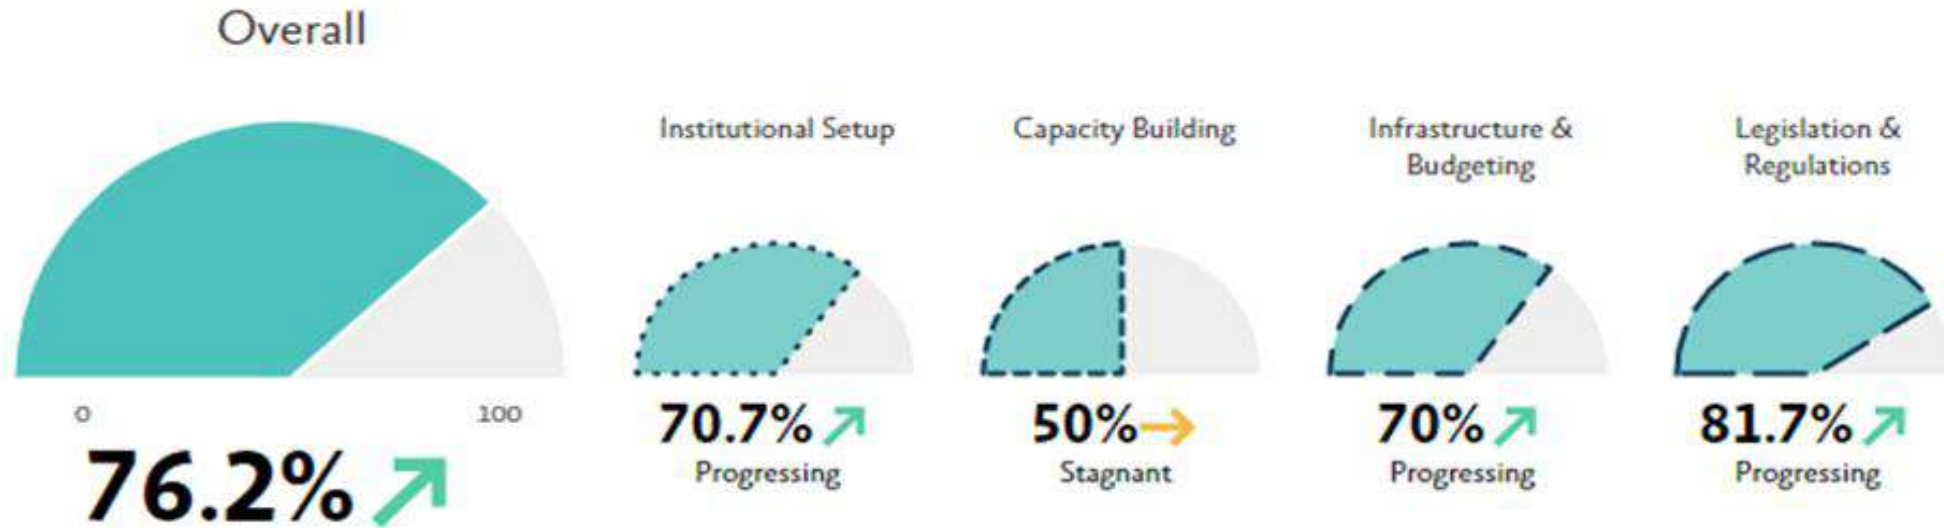 Overall
0
100
76.2%
Institutional Setup
70.7%
Progressing
Capacity Building
50%
Stagnant
Infrastructure &
Budgeting
70%
Progressing
Legislation &
Regulations
81.7%
Progressing